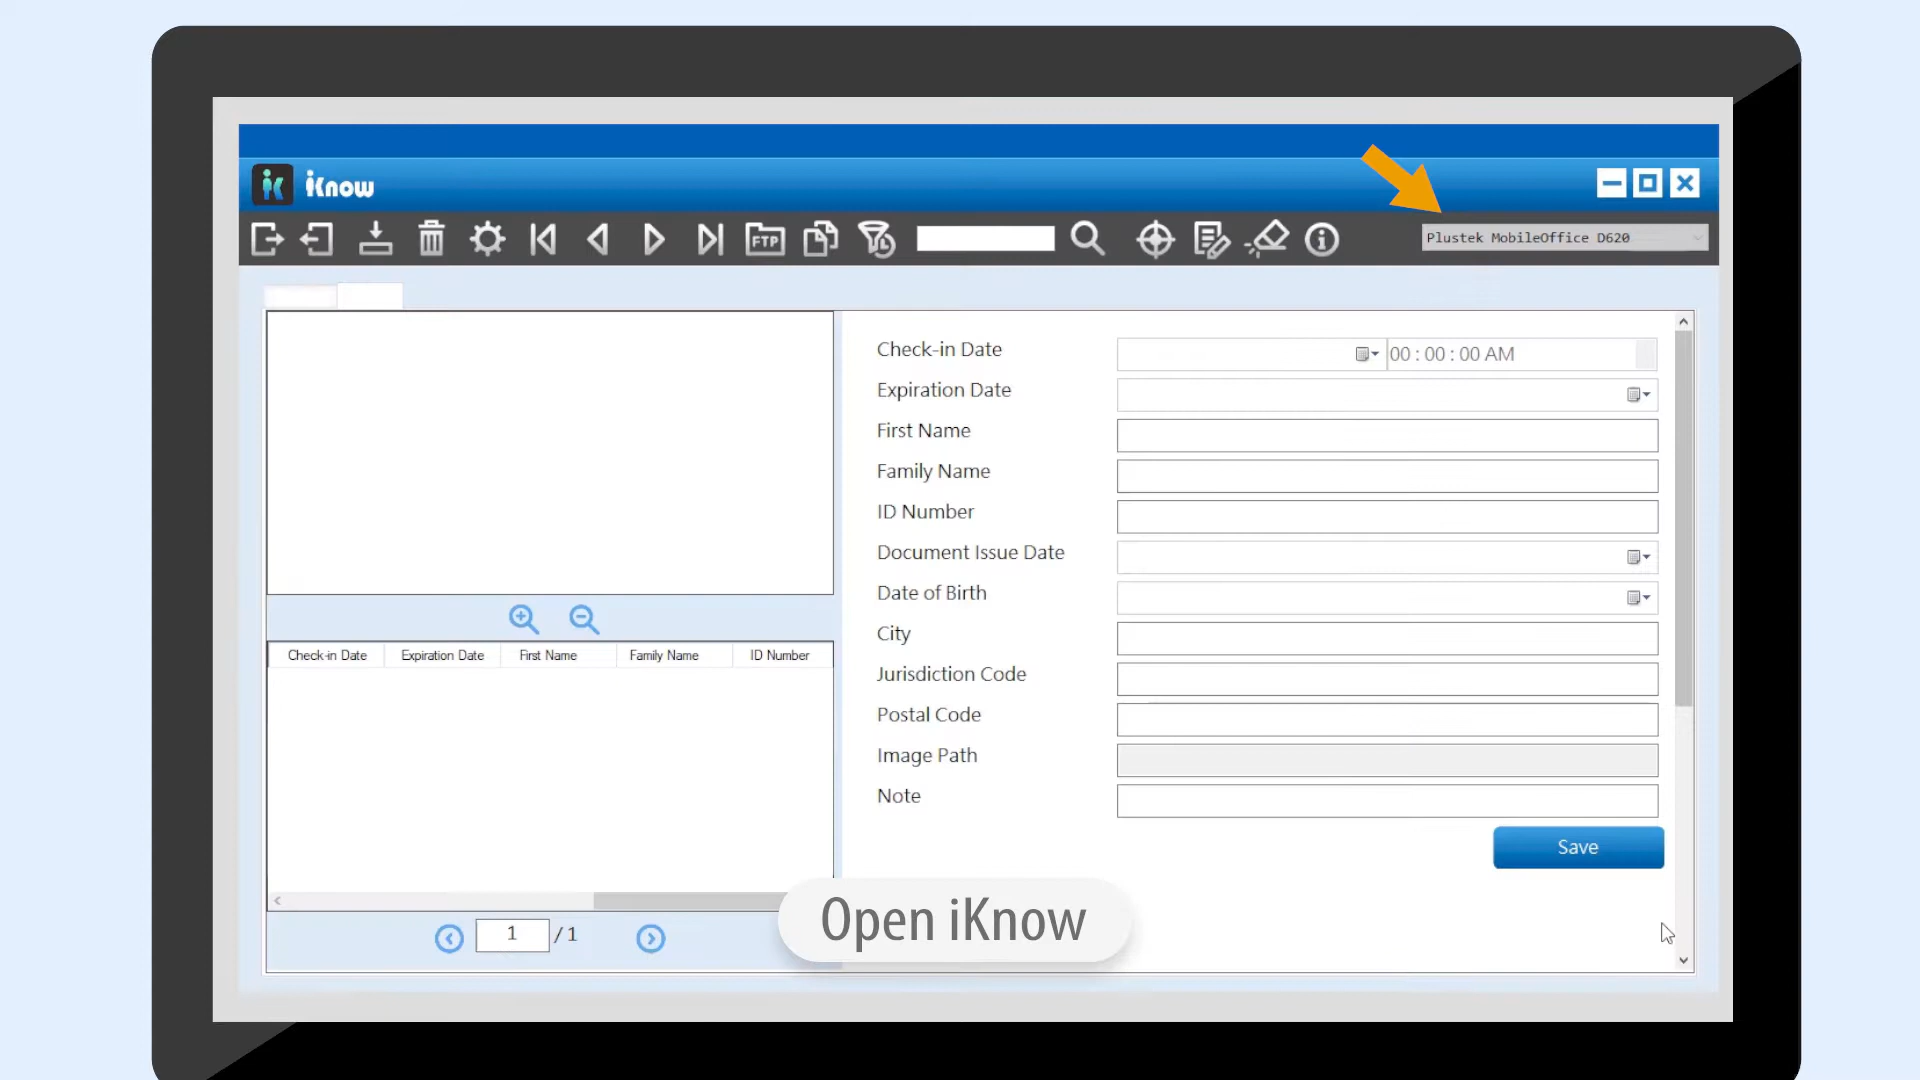 iKnow
FTP
Plustek MobileOffice D620
Check-in Date
00 : 00 : 00 AM
Expiration Date
First Name
Family Name
ID Number
Document Issue Date
Date of Birth
City
Jurisdiction Code
Postal Code
Image Path
Note
Save
Check-in Date Expiration Date First Name Family Name ID Number
1 / 1
Open iKnow